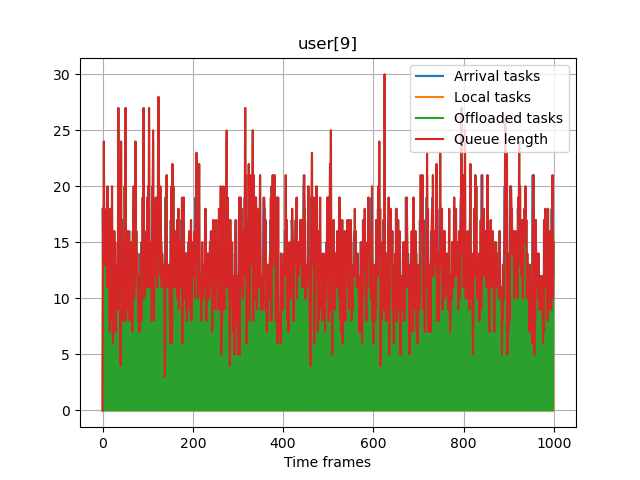 user[9]
Arrival tasks
Local tasks
Offloaded tasks
Queue length
30
25
20
15
10
5
0
0 200 400 600 800 1000
Time frames